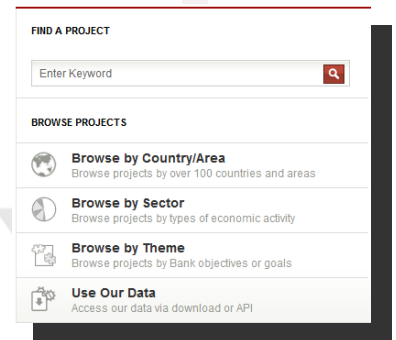 FIND A PROJECT
Enter Keyword
BROWSE PROJECTS
Browse by Country/Area
Browse projects by over 100 countries and areas
Browse by Sector
Browse projects by types of economic activity
Browse by Theme
Browse projects by Bank objectives or goals
Use Our Data
Access our data via download or API